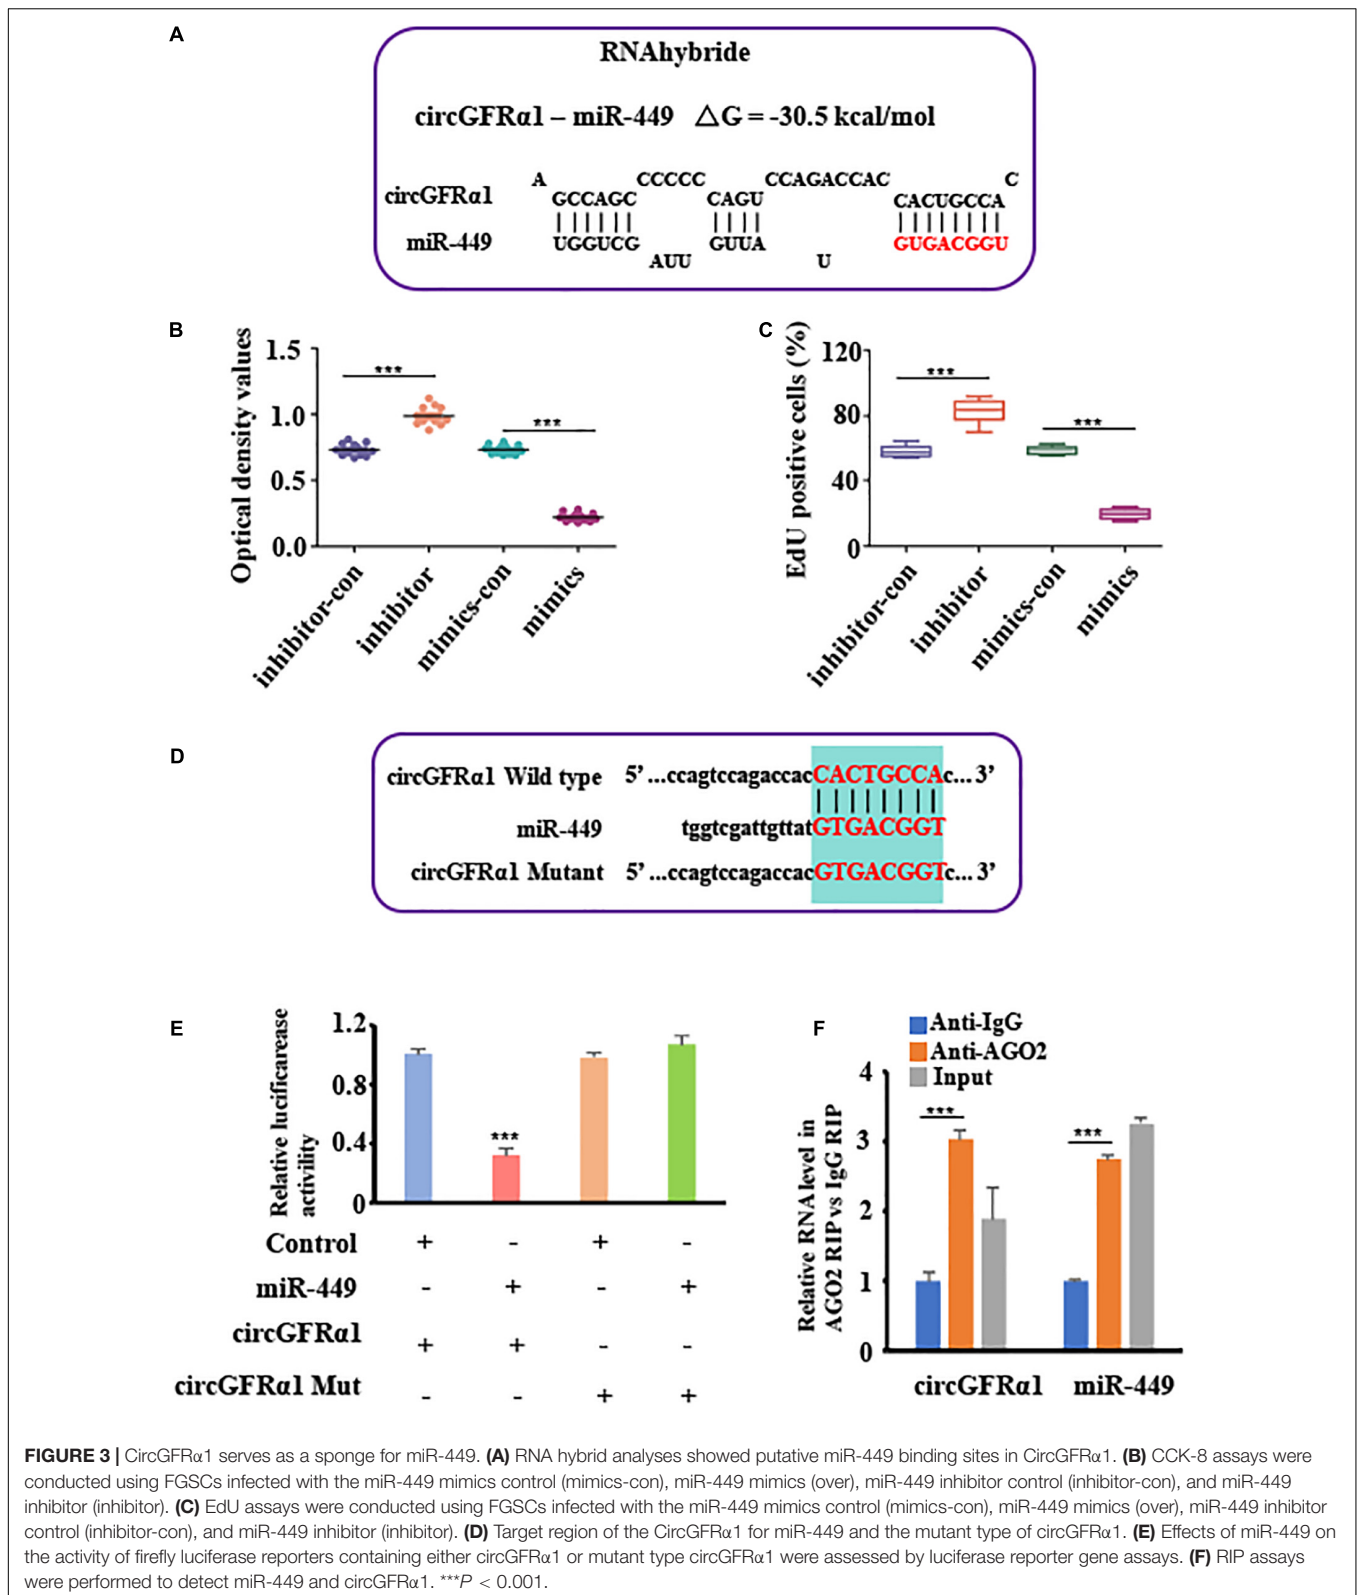 A
RNAhybride
circGFRα1 – miR-449 △G = -30.5 kcal/mol
A CCCCC CCAGACCAC C
circGFRα1 GCCAGC CAGU CACUGCCA
miR-449 UGGUCG GUUA GUGACGGU
AUU U
B
Optical density values
1.5
1.0
0.5
0.0
***
***
inhibitor-con
inhibitor
mimics-con
mimics
C
EdU positive cells (%)
120
80
40
0
***
***
inhibitor-con
inhibitor
mimics-con
mimics
D
circGFRα1 Wild type 5’ ...ccagtccagaccacCACTGCCAc... 3’
miR-449 tggtcgattgttatGTGACGGT
circGFRα1 Mutant 5’ ...ccagtccagaccacGTGACGGTc... 3’
E
Relative lucificarease
activility
1.2
0.8
0.4
0
***
Control + - + -
miR-449 - + - +
circGFRα1 + + - -
circGFRα1 Mut - - + +
F
Anti-IgG
Anti-AGO2
Input
Relative RNA level in
AGO2 RIP vs IgG RIP
4
3
2
1
0
***
***
circGFRα1 miR-449
FIGURE 3 | CircGFRα1 serves as a sponge for miR-449. (A) RNA hybrid analyses showed putative miR-449 binding sites in CircGFRα1. (B) CCK-8 assays were
conducted using FGSCs infected with the miR-449 mimics control (mimics-con), miR-449 mimics (over), miR-449 inhibitor control (inhibitor-con), and miR-449
inhibitor (inhibitor). (C) EdU assays were conducted using FGSCs infected with the miR-449 mimics control (mimics-con), miR-449 mimics (over), miR-449 inhibitor
control (inhibitor-con), and miR-449 inhibitor (inhibitor). (D) Target region of the CircGFRα1 for miR-449 and the mutant type of circGFRα1. (E) Effects of miR-449 on
the activity of firefly luciferase reporters containing either circGFRα1 or mutant type circGFRα1 were assessed by luciferase reporter gene assays. (F) RIP assays
were performed to detect miR-449 and circGFRα1. ***P < 0.001.